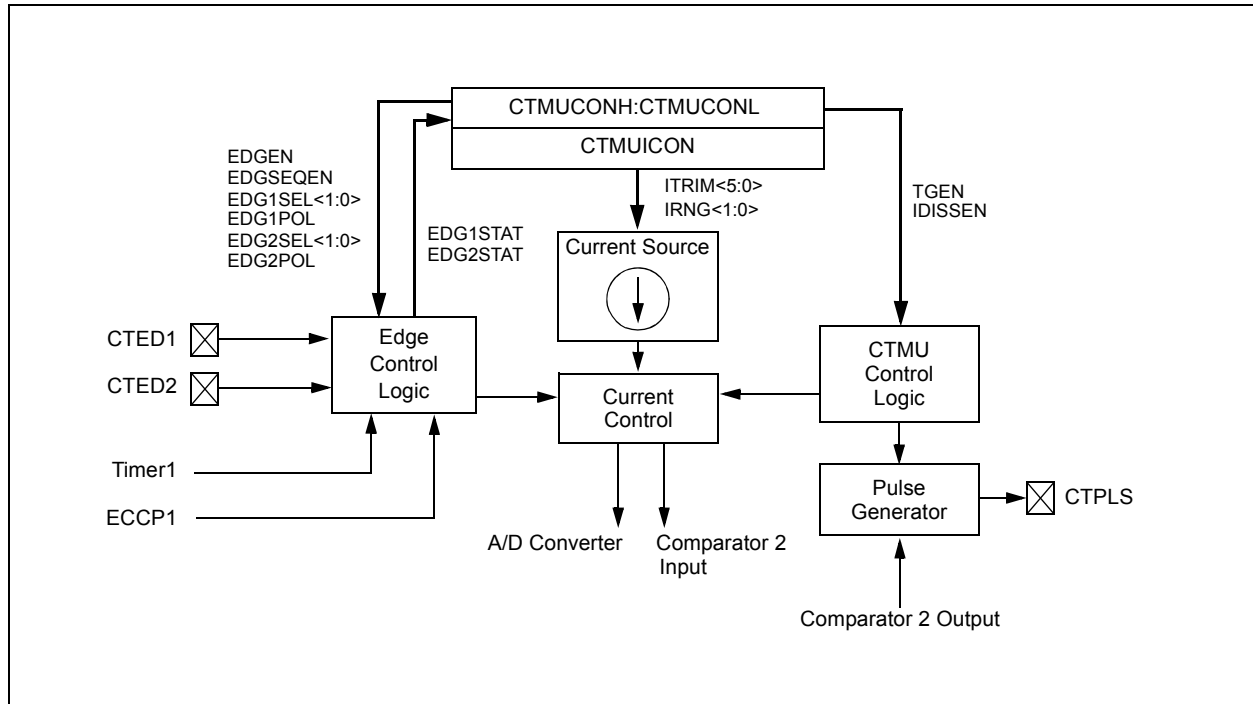 CTMUCONH:CTMUCONL
CTMUICON
EDGEN
EDGSEQEN
EDG1SEL<1:0>
EDG1POL
EDG2SEL<1:0>
EDG2POL
EDG1STAT
EDG2STAT
ITRIM<5:0>
IRNG<1:0>
TGEN
IDISSEN
Current Source
CTED1
CTED2
Edge
Control
Logic
Current
Control
CTMU
Control
Logic
Timer1
ECCP1
Pulse
Generator
CTPLS
A/D Converter
Comparator 2
Input
Comparator 2 Output